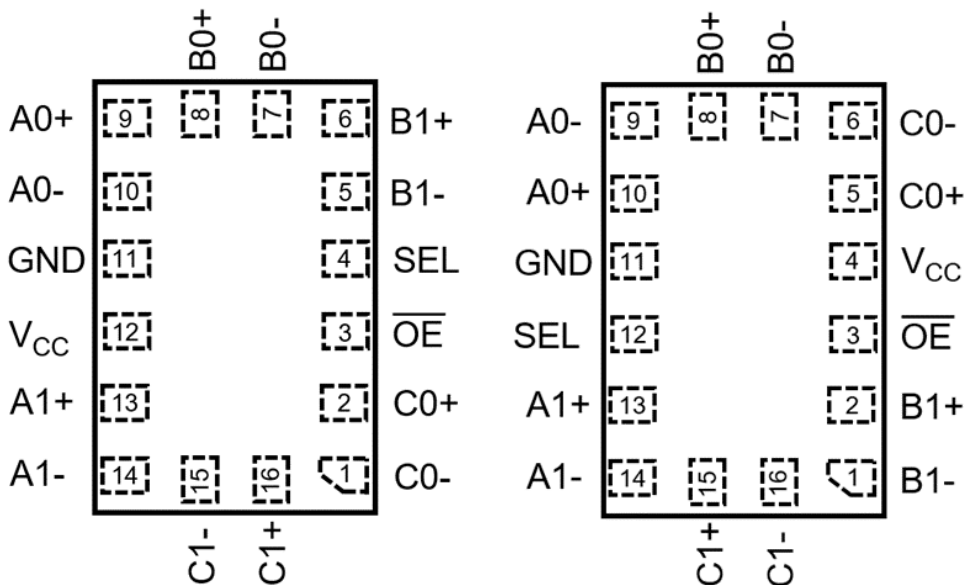 B0+ B0- B0+ B0-
A0+ 9 8 7 6 B1+ A0- 9 8 7 6 C0-
A0- 10 5 B1- A0+ 10 5 C0+
GND 11 4 SEL GND 11 4 VCC
VCC 12 3 OE SEL 12 3 OE
A1+ 13 2 C0+ A1+ 13 2 B1+
A1- 14 15 16 1 C0- A1- 14 15 16 1 B1-
C1- C1+ C1+ C1-